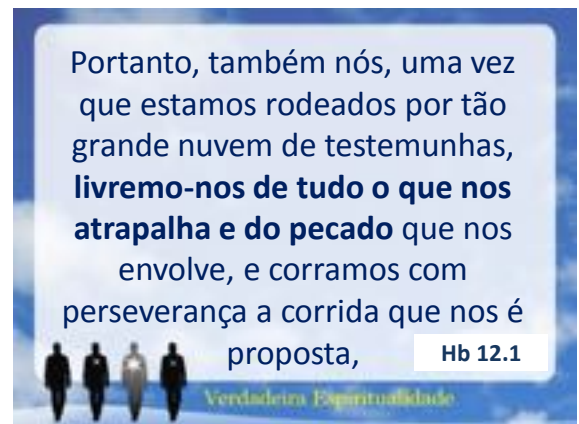 Portanto, também nós, uma vez
que estamos rodeados por tão
grande nuvem de testemunhas,
livremo-nos de tudo o que nos
atrapalha e do pecado que nos
envolve, e corramos com
perseverança a corrida que nos é
proposta,
Hb 12.1
Verdadeira Espiritualidade